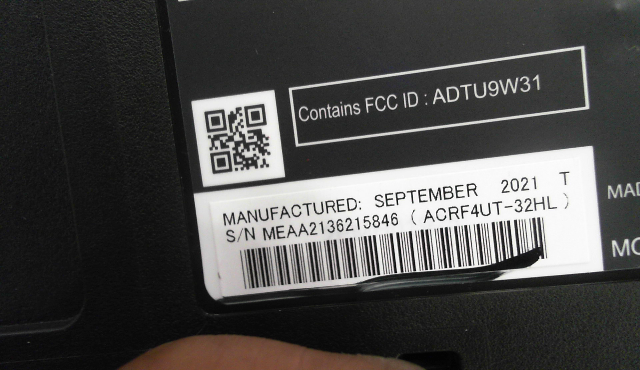 Contains FCC ID : ADTU9W31
MANUFACTURED: SEPTEMBER 2021 T
S/N MEAA2136215846 ( ACRF4UT-32HL )